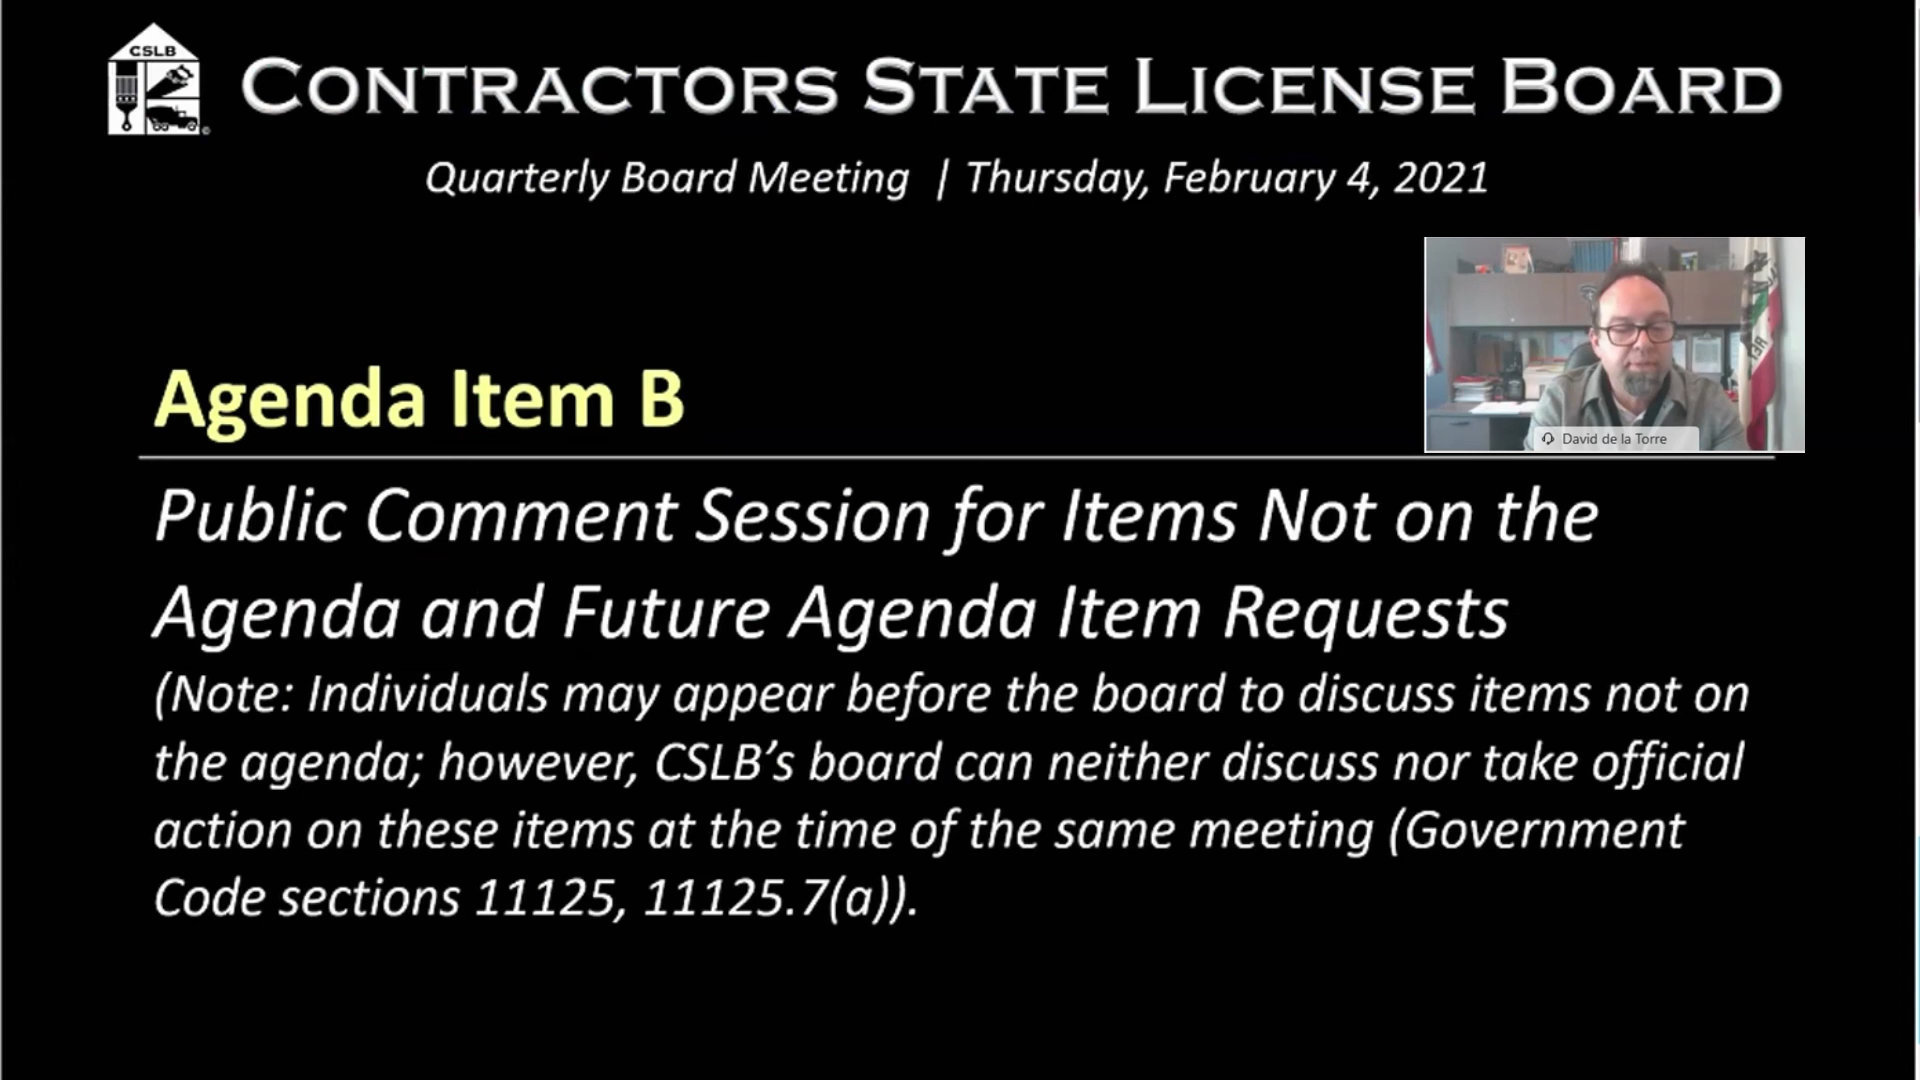 CSLB
CONTRACTORS STATE LICENSE BOARD
Quarterly Board Meeting | Thursday, February 4, 2021
Agenda Item B
David de la Torre
Public Comment Session for Items Not on the
Agenda and Future Agenda Item Requests
(Note: Individuals may appear before the board to discuss items not on
the agenda; however, CSLB’s board can neither discuss nor take official
action on these items at the time of the same meeting (Government
Code sections 11125, 11125.7(a)).